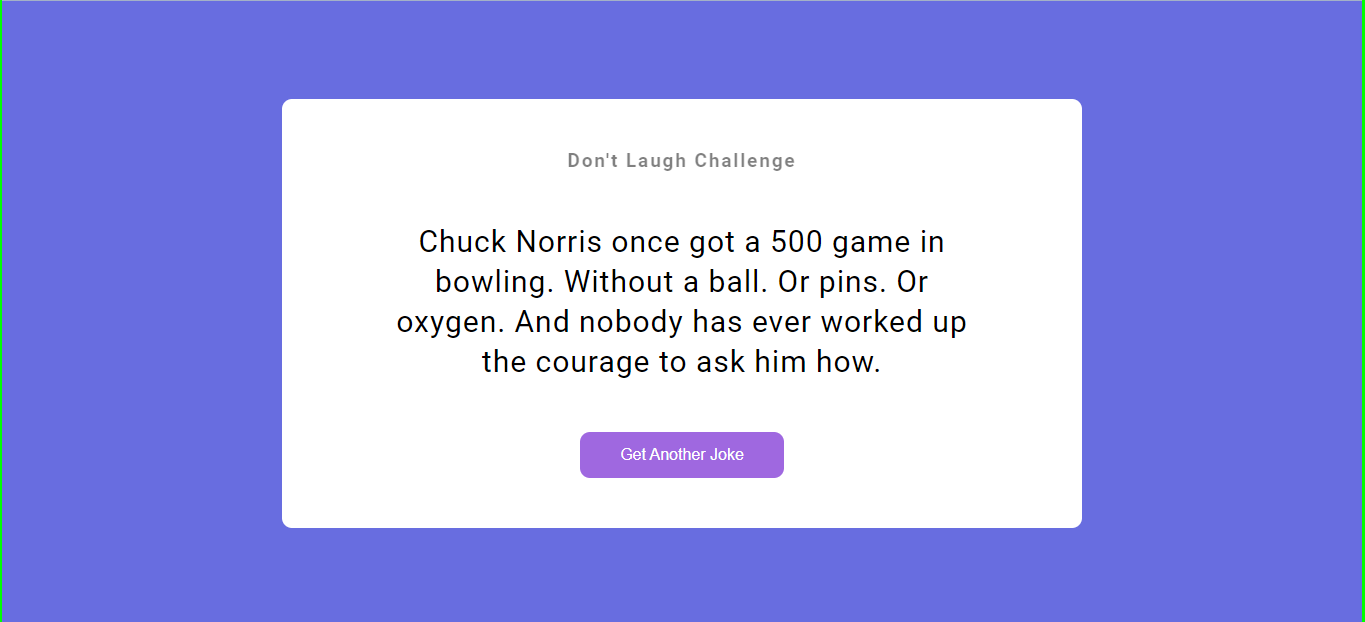 Don't Laugh Challenge
Chuck Norris once got a 500 game in
bowling. Without a ball. Or pins. Or
oxygen. And nobody has ever worked up
the courage to ask him how.
Get Another Joke